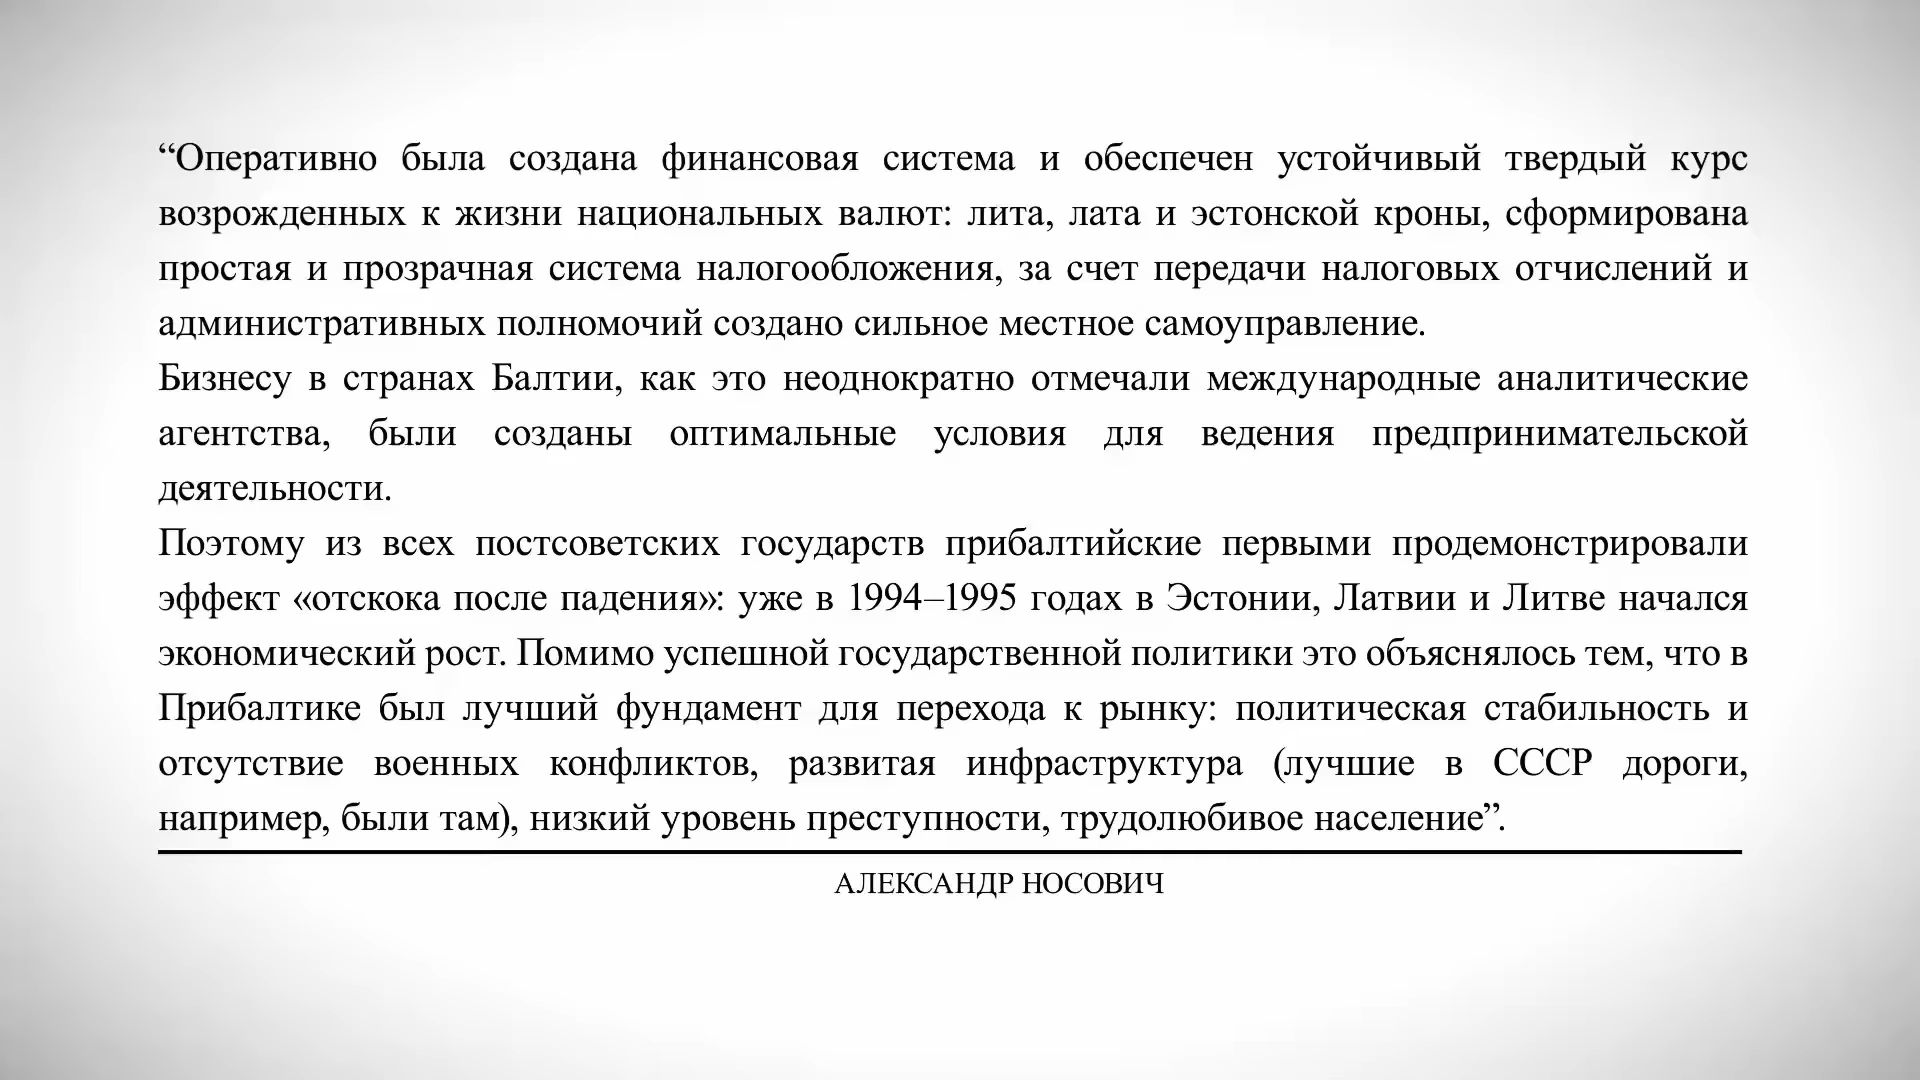 “Оперативно была создана финансовая система и обеспечен устойчивый твердый курс
возрожденных к жизни национальных валют: лита, лата и эстонской кроны, сформирована
простая и прозрачная система налогообложения, за счет передачи налоговых отчислений и
административных полномочий создано сильное местное самоуправление.
Бизнесу в странах Балтии, как это неоднократно отмечали международные аналитические
агентства, были созданы оптимальные условия для ведения предпринимательской
деятельности.
Поэтому из всех постсоветских государств прибалтийские первыми продемонстрировали
эффект «отскока после падения»: уже в 1994–1995 годах в Эстонии, Латвии и Литве начался
экономический рост. Помимо успешной государственной политики это объяснялось тем, что в
Прибалтике был лучший фундамент для перехода к рынку: политическая стабильность и
отсутствие военных конфликтов, развитая инфраструктура (лучшие в СССР дороги,
например, были там), низкий уровень преступности, трудолюбивое население”.
АЛЕКСАНДР НОСОВИЧ